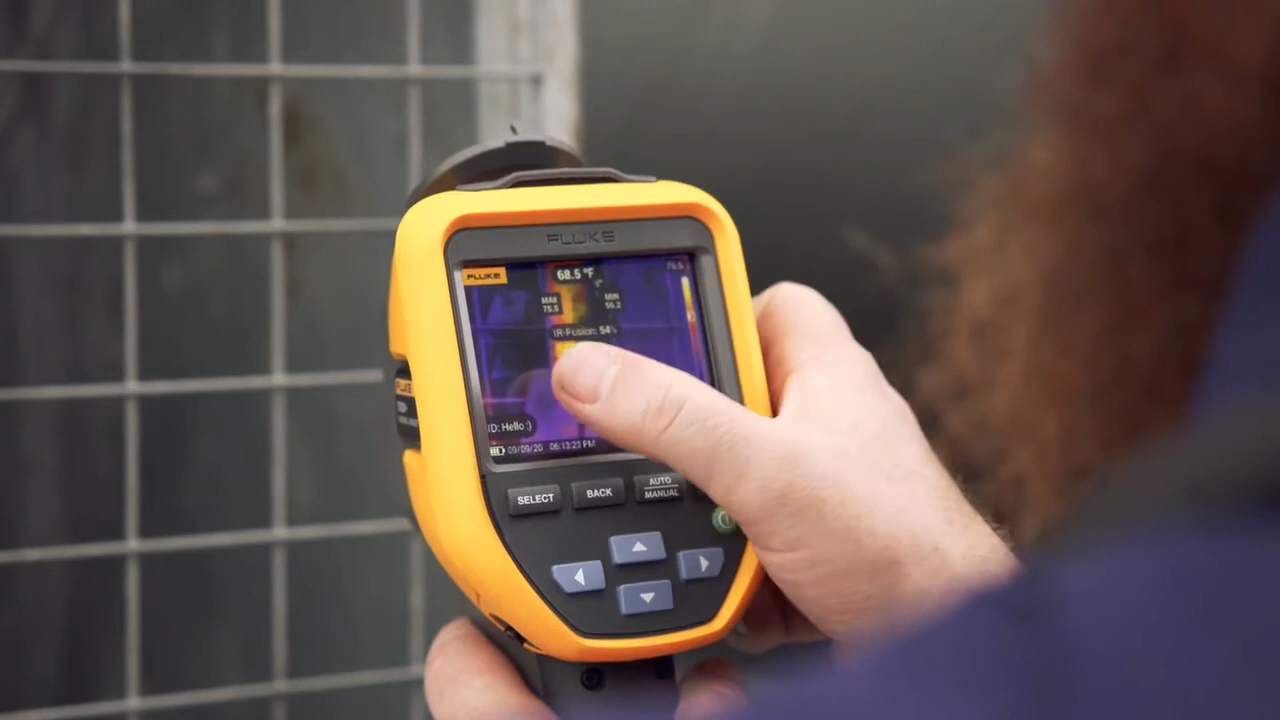 FLUKE
FLUKE
68.5 °F
75.5
MAX
75.5
MIN
56.2
IR-Fusion: 54%
ID: Hello :)
09/09/20 06:13:23 PM
FLUKE
SELECT
BACK
AUTO
MANUAL